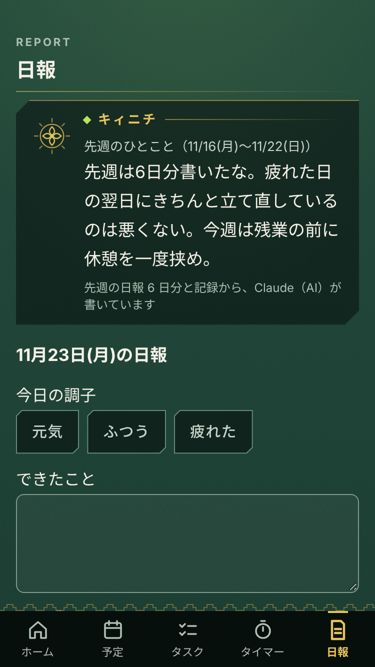 REPORT
日報
キィニチ
先週のひとこと（11/16(月)〜11/22(日)）
先週は6日分書いたな。疲れた日
の翌日にきちんと立て直している
のは悪くない。今週は残業の前に
休憩を一度挟め。
先週の日報 6 日分と記録から、Claude（AI）が
書いています
11月23日(月)の日報
今日の調子
元気 ふつう 疲れた
できたこと
ホーム 予定 タスク タイマー 日報